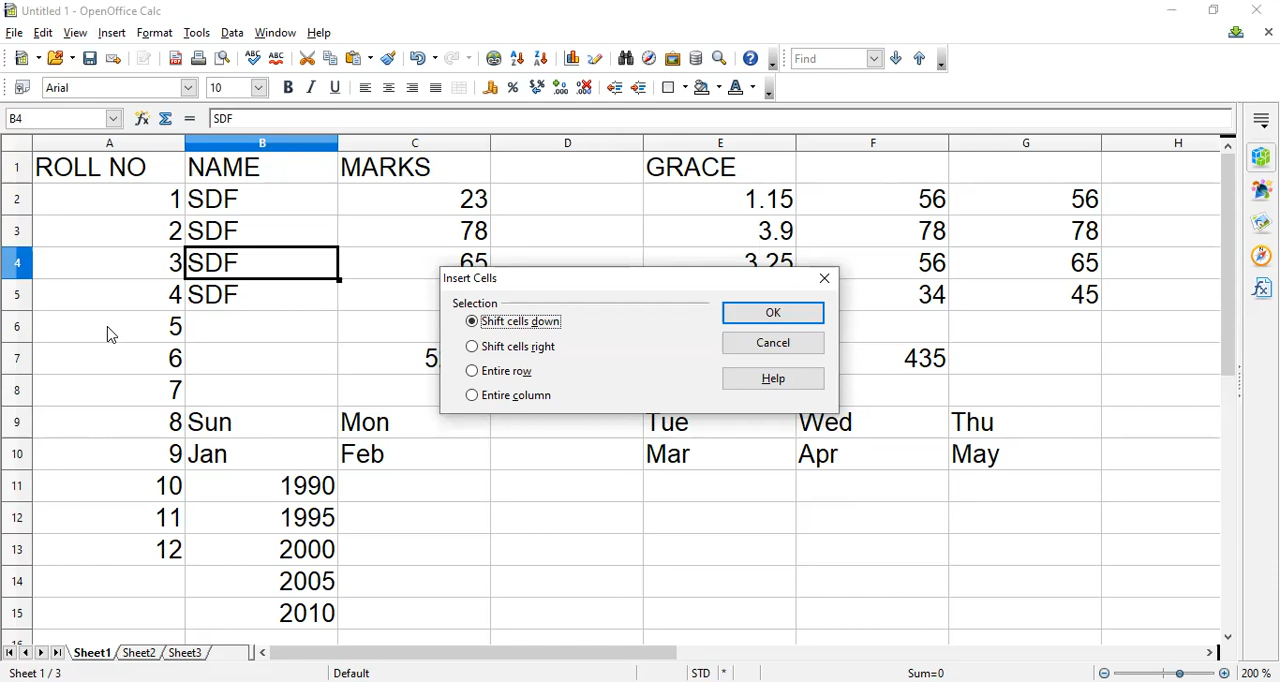 Untitled 1 - OpenOffice Calc
File Edit View Insert Format Tools Data Window Help
Find
Arial 10 B I U
B4 SDF
A B C D E F G H
1 ROLL NO NAME MARKS GRACE
2 1 SDF 23 1.15 56 56
3 2 SDF 78 3.9 78 78
4 3 SDF 65 3.25 56 65
Insert Cells
5 4 SDF 34 45
Selection
OK
Shift cells down
6 5
Cancel
Shift cells right
7 6 435
Entire row
Help
8 7
Entire column
9 8 Sun Mon Tue Wed Thu
10 9 Jan Feb Mar Apr May
11 10 1990
12 11 1995
13 12 2000
14 2005
15 2010
Sheet1 Sheet2 Sheet3
Sheet 1 / 3 Default STD * Sum=0 200 %